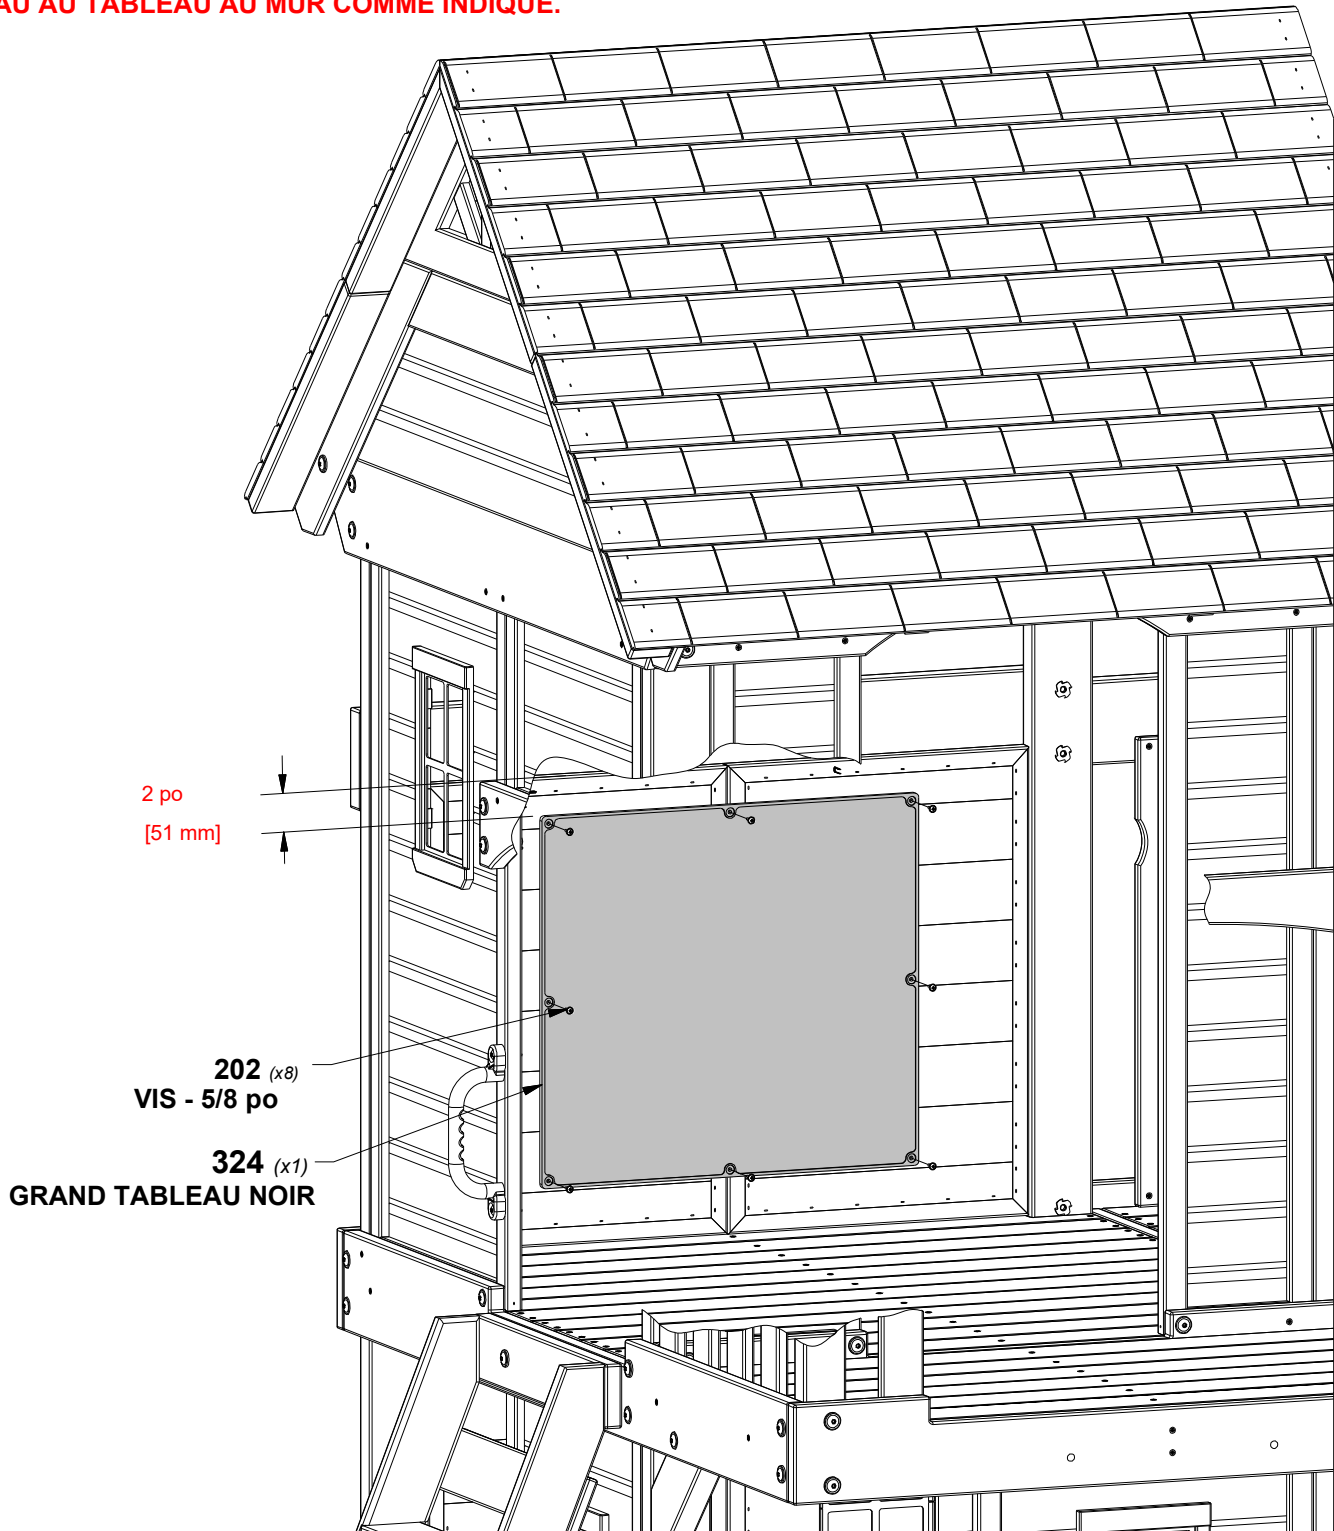 AU AU TABLEAU AU MUR COMME INDIQUÉ.
2 po
[51 mm]
202 (x8)
VIS - 5/8 po
324 (x1)
GRAND TABLEAU NOIR